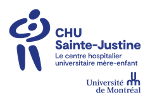 CHU
Sainte-Justine
Le centre hospitalier
universitaire mère-enfant
Université
de Montréal